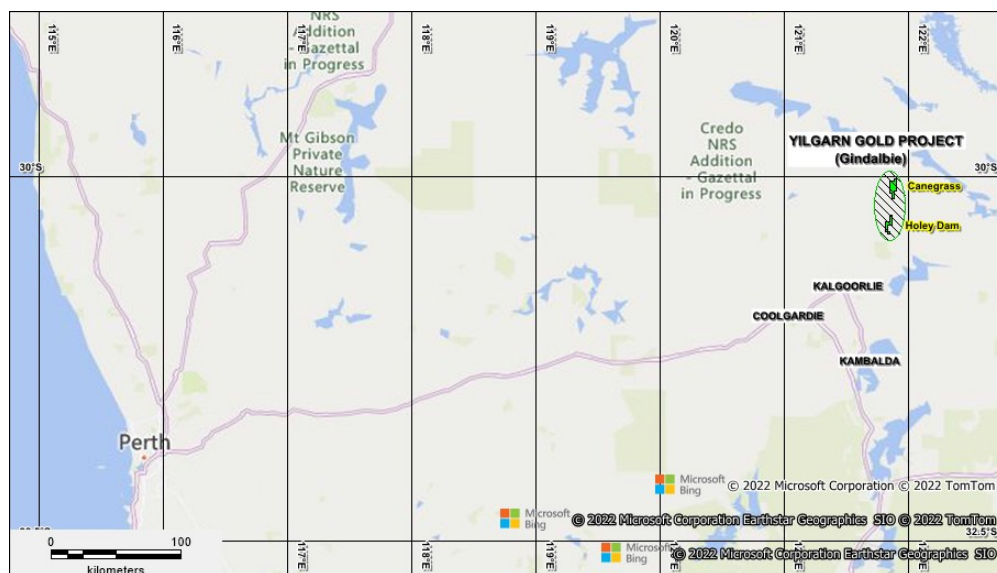 115°E
116°E
117°E
118°E
119°E
120°E
121°E
122°E
NRS
Addition
- Gazettal
in Progress
Mt Gibson
Private
Nature
Reserve
Credo
NRS
Addition
- Gazettal
in Progress
YILGARN GOLD PROJECT
(Gindalbie)
30°S
30°S
Canegrass
Holey Dam
KALGOORLIE
COOLGARDIE
KAMBALDA
Perth
Microsoft
Bing
© 2022 Microsoft Corporation © 2022 TomTom
Microsoft
Bing
© 2022 Microsoft Corporation Earthstar Geographics SIO © 2022 TomTom
32.5°S
0
100
kilometers
117°E
118°E
119°E
Microsoft
Bing
© 2022 Microsoft Corporation Earthstar Geographics SIO